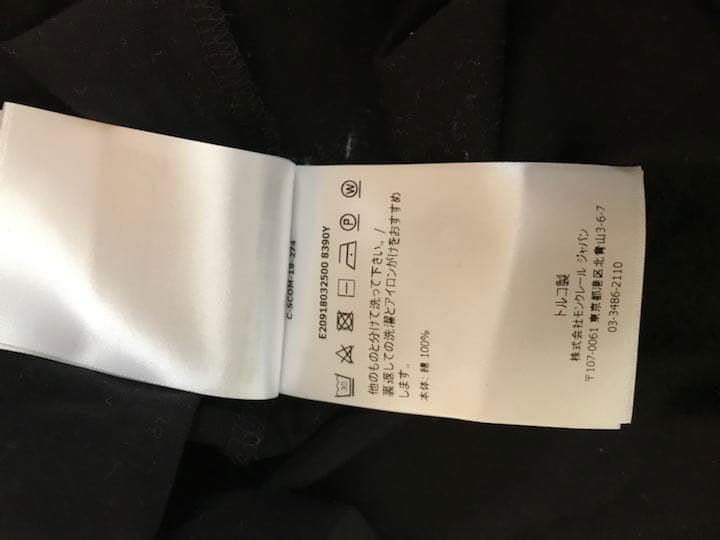 C-SCOM-19-274
E20918032500 8390Y
30
P W
他のものと分けて洗って下さい。/
裏返しての洗濯とアイロンがけをおすすめ
します。
本体: 綿 100%
トルコ製
株式会社モンクレール ジャパン
〒107-0061 東京都港区北青山3-6-7
03-3486-2110